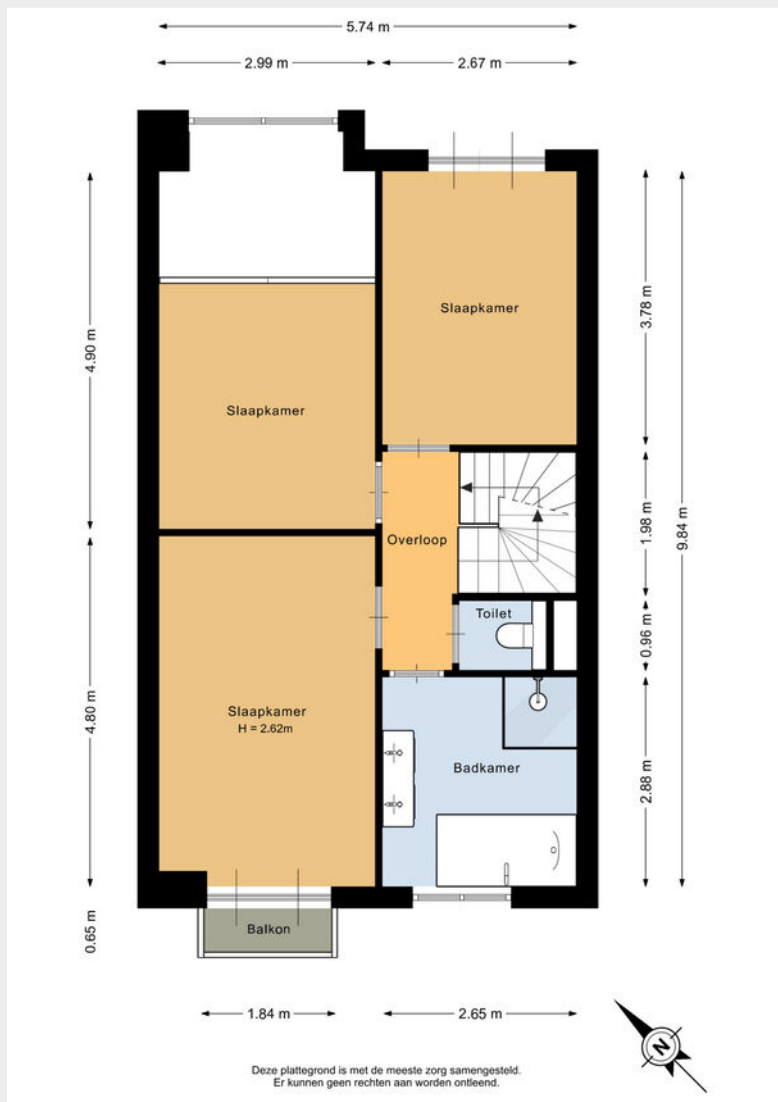 5.74 m
2.99 m
2.67 m
Slaapkamer
3.78 m
4.90 m
Slaapkamer
9.84 m
1.98 m
Overloop
Toilet
0.96 m
Slaapkamer
H = 2.62m
4.80 m
Badkamer
2.88 m
0.65 m
Balkon
1.84 m
2.65 m
N
Deze plattegrond is met de meeste zorg samengesteld.
Er kunnen geen rechten aan worden ontleend.